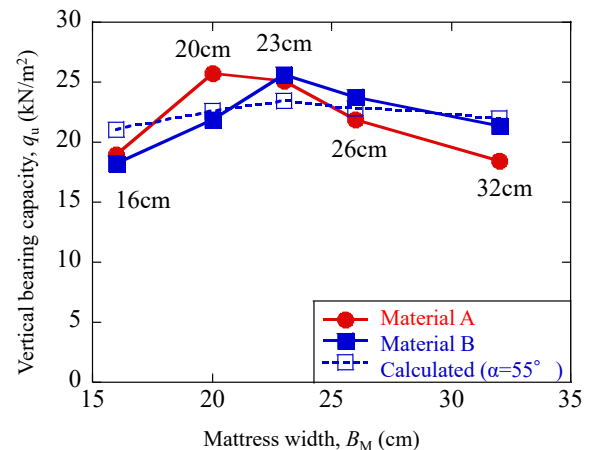 Vertical bearing capacity, qu (kN/m2)
30
25
20
15
10
5
0
20cm
23cm
16cm
26cm
32cm
Material A
Material B
Calculated (α=55° )
15
20
25
30
35
Mattress width, BM (cm)